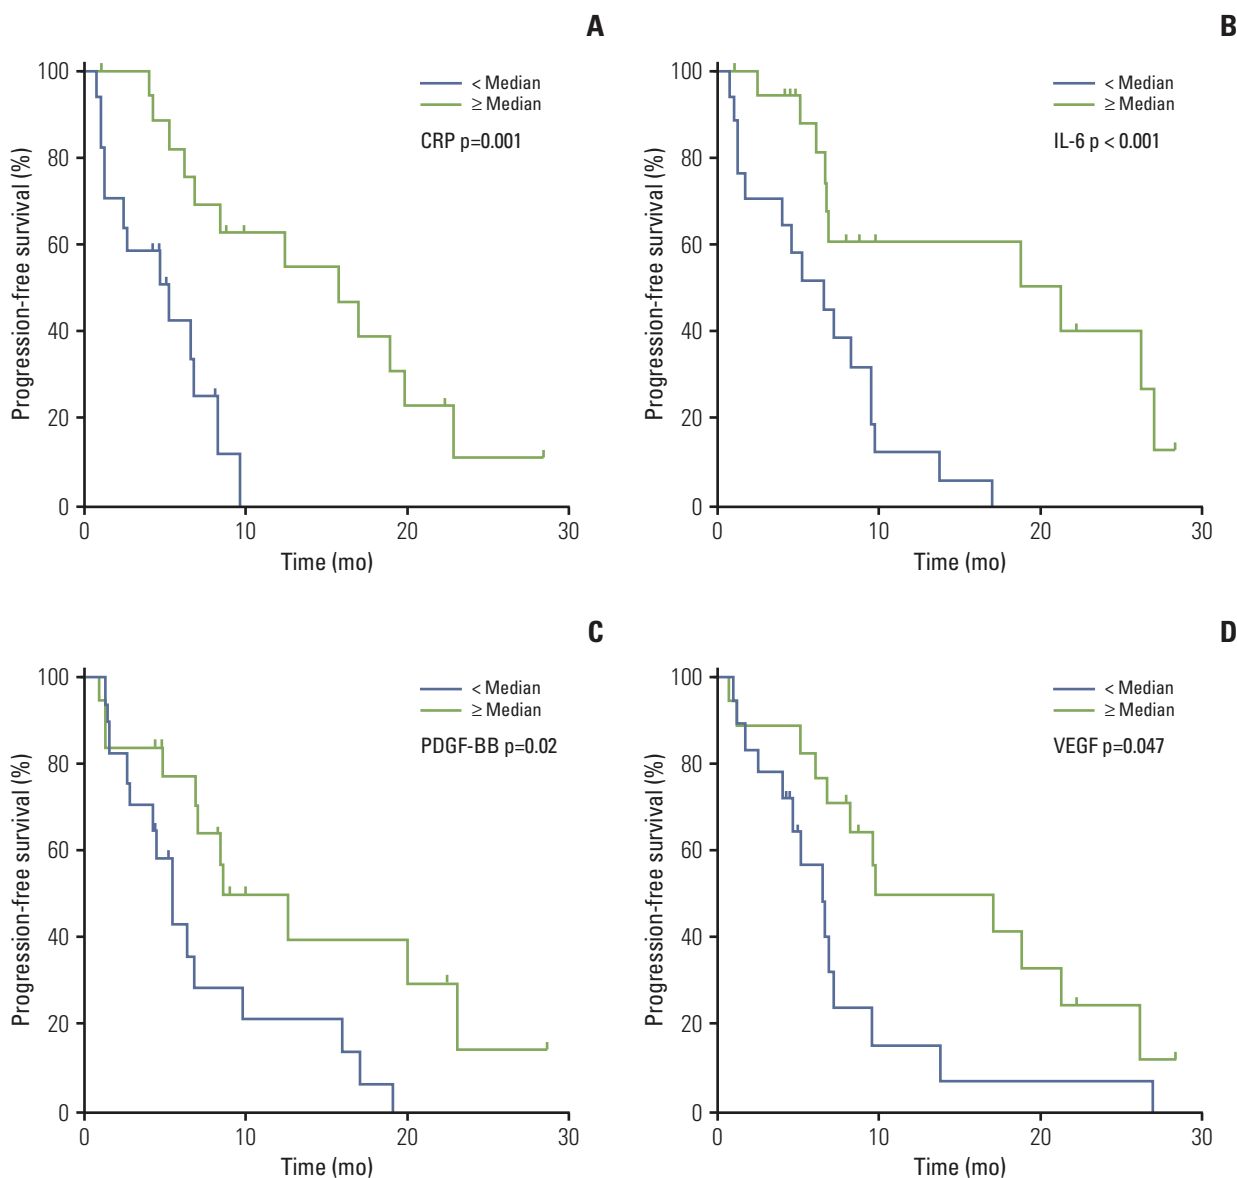 A
100
80
60
40
20
0
Progression-free survival (%)
< Median
≥ Median
CRP p=0.001
0 10 20 30
Time (mo)
B
100
80
60
40
20
0
Progression-free survival (%)
< Median
≥ Median
IL-6 p < 0.001
0 10 20 30
Time (mo)
C
100
80
60
40
20
0
Progression-free survival (%)
< Median
≥ Median
PDGF-BB p=0.02
0 10 20 30
Time (mo)
D
100
80
60
40
20
0
Progression-free survival (%)
< Median
≥ Median
VEGF p=0.047
0 10 20 30
Time (mo)